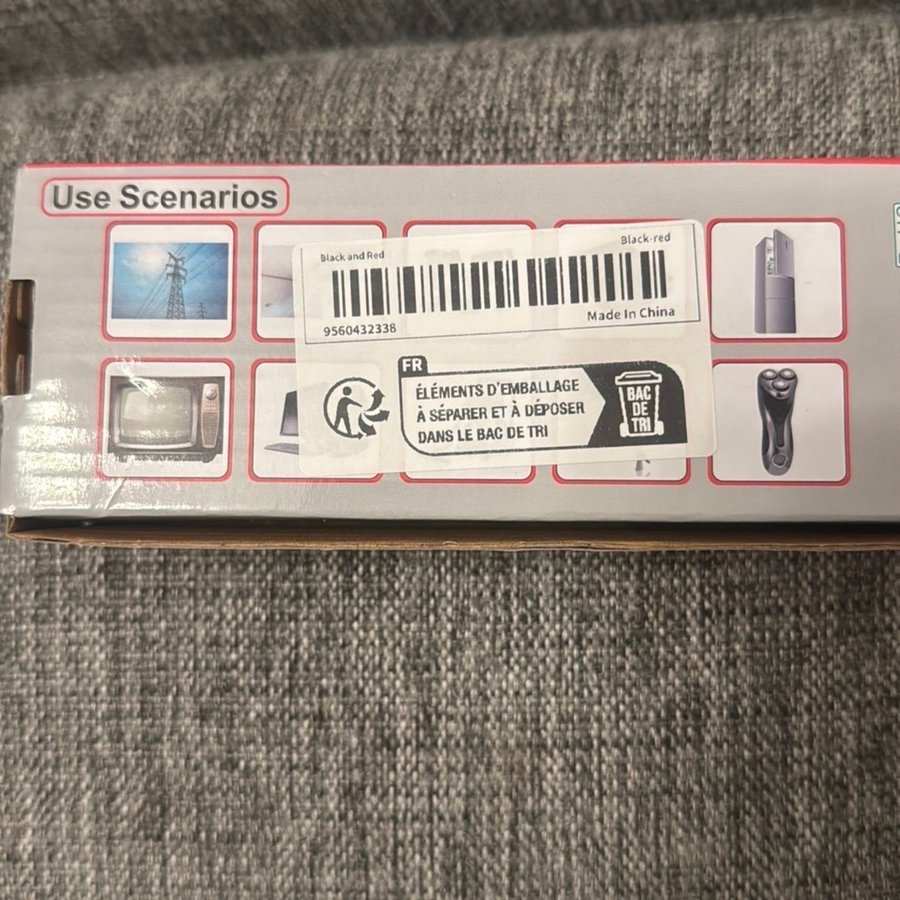 Use Scenarios
Black and Red
Black-red
9560432338
Made In China
FR
ÉLÉMENTS D'EMBALLAGE
À SÉPARER ET À DÉPOSER
DANS LE BAC DE TRI
BAC
DE
TRI